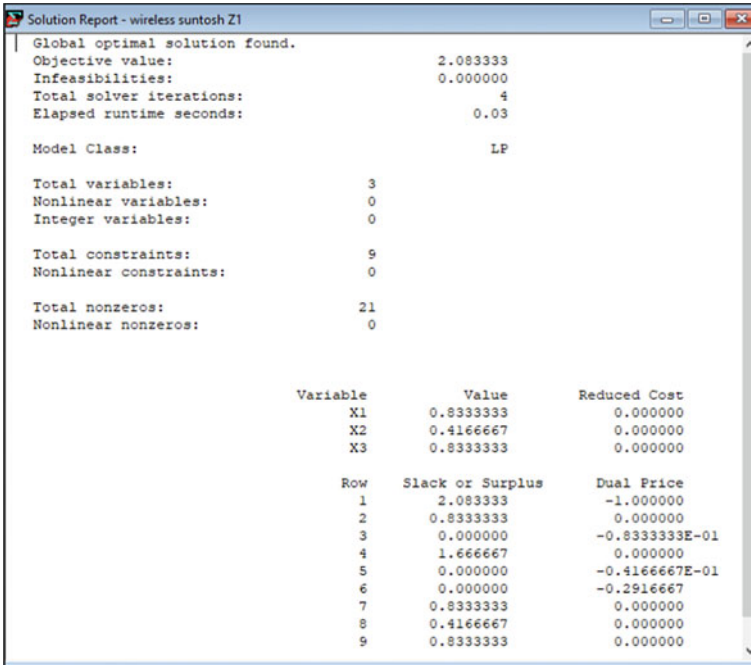 Solution Report - wireless suntosh Z1
Global optimal solution found.
Objective value: 2.083333
Infeasibilities: 0.000000
Total solver iterations: 4
Elapsed runtime seconds: 0.03
Model Class: LP
Total variables: 3
Nonlinear variables: 0
Integer variables: 0
Total constraints: 9
Nonlinear constraints: 0
Total nonzeros: 21
Nonlinear nonzeros: 0
Variable Value Reduced Cost
X1 0.8333333 0.000000
X2 0.4166667 0.000000
X3 0.8333333 0.000000
Row Slack or Surplus Dual Price
1 2.083333 -1.000000
2 0.8333333 0.000000
3 0.000000 -0.8333333E-01
4 1.666667 0.000000
5 0.000000 -0.4166667E-01
6 0.000000 -0.2916667
7 0.8333333 0.000000
8 0.4166667 0.000000
9 0.8333333 0.000000